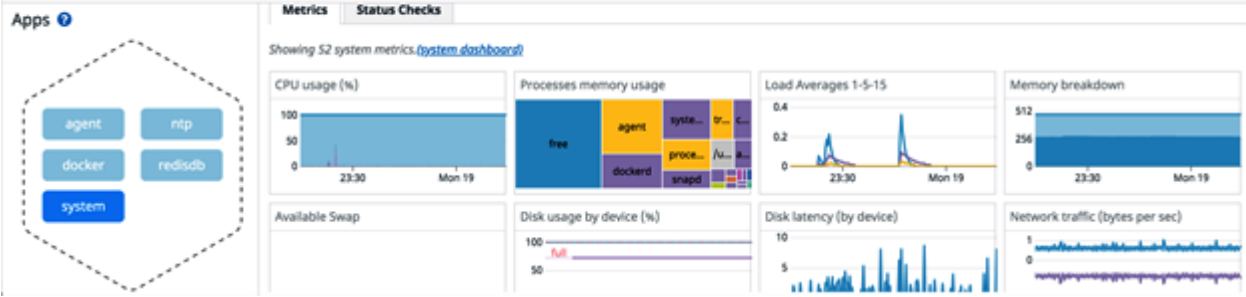 Apps ?
agent
ntp
docker
redisdb
system
Metrics
Status Checks
Showing 52 system metrics.(system dashboard)
CPU usage (%)
100
50
0
23:30
Mon 19
Processes memory usage
free
agent
dockerd
syste...
proce...
snapd
tr...
c...
/u...
a...
Load Averages 1-5-15
0.4
0.2
0
23:30
Mon 19
Memory breakdown
512
256
0
23:30
Mon 19
Available Swap
Disk usage by device (%)
100
full
50
Disk latency (by device)
10
5
Network traffic (bytes per sec)
1
0